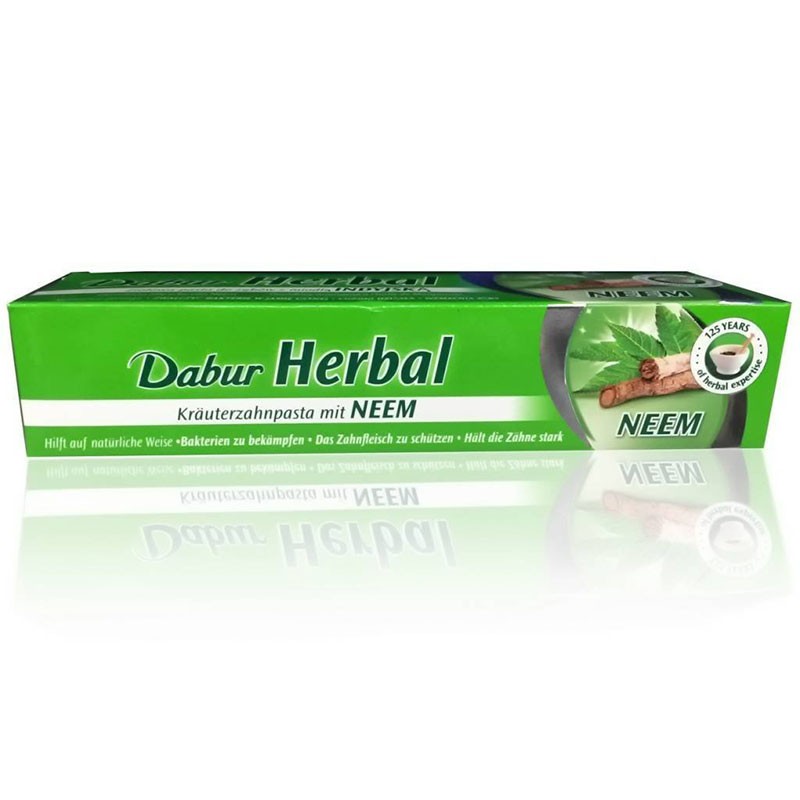 Dabur Herbal
INDYJSKA
NEEM
Dabur Herbal
Kräuterzahnpasta mit NEEM
Hilft auf natürliche Weise • Bakterien zu bekämpfen • Das Zahnfleisch zu schützen • Hält die Zähne stark
125 YEARS
of herbal expertise
NEEM